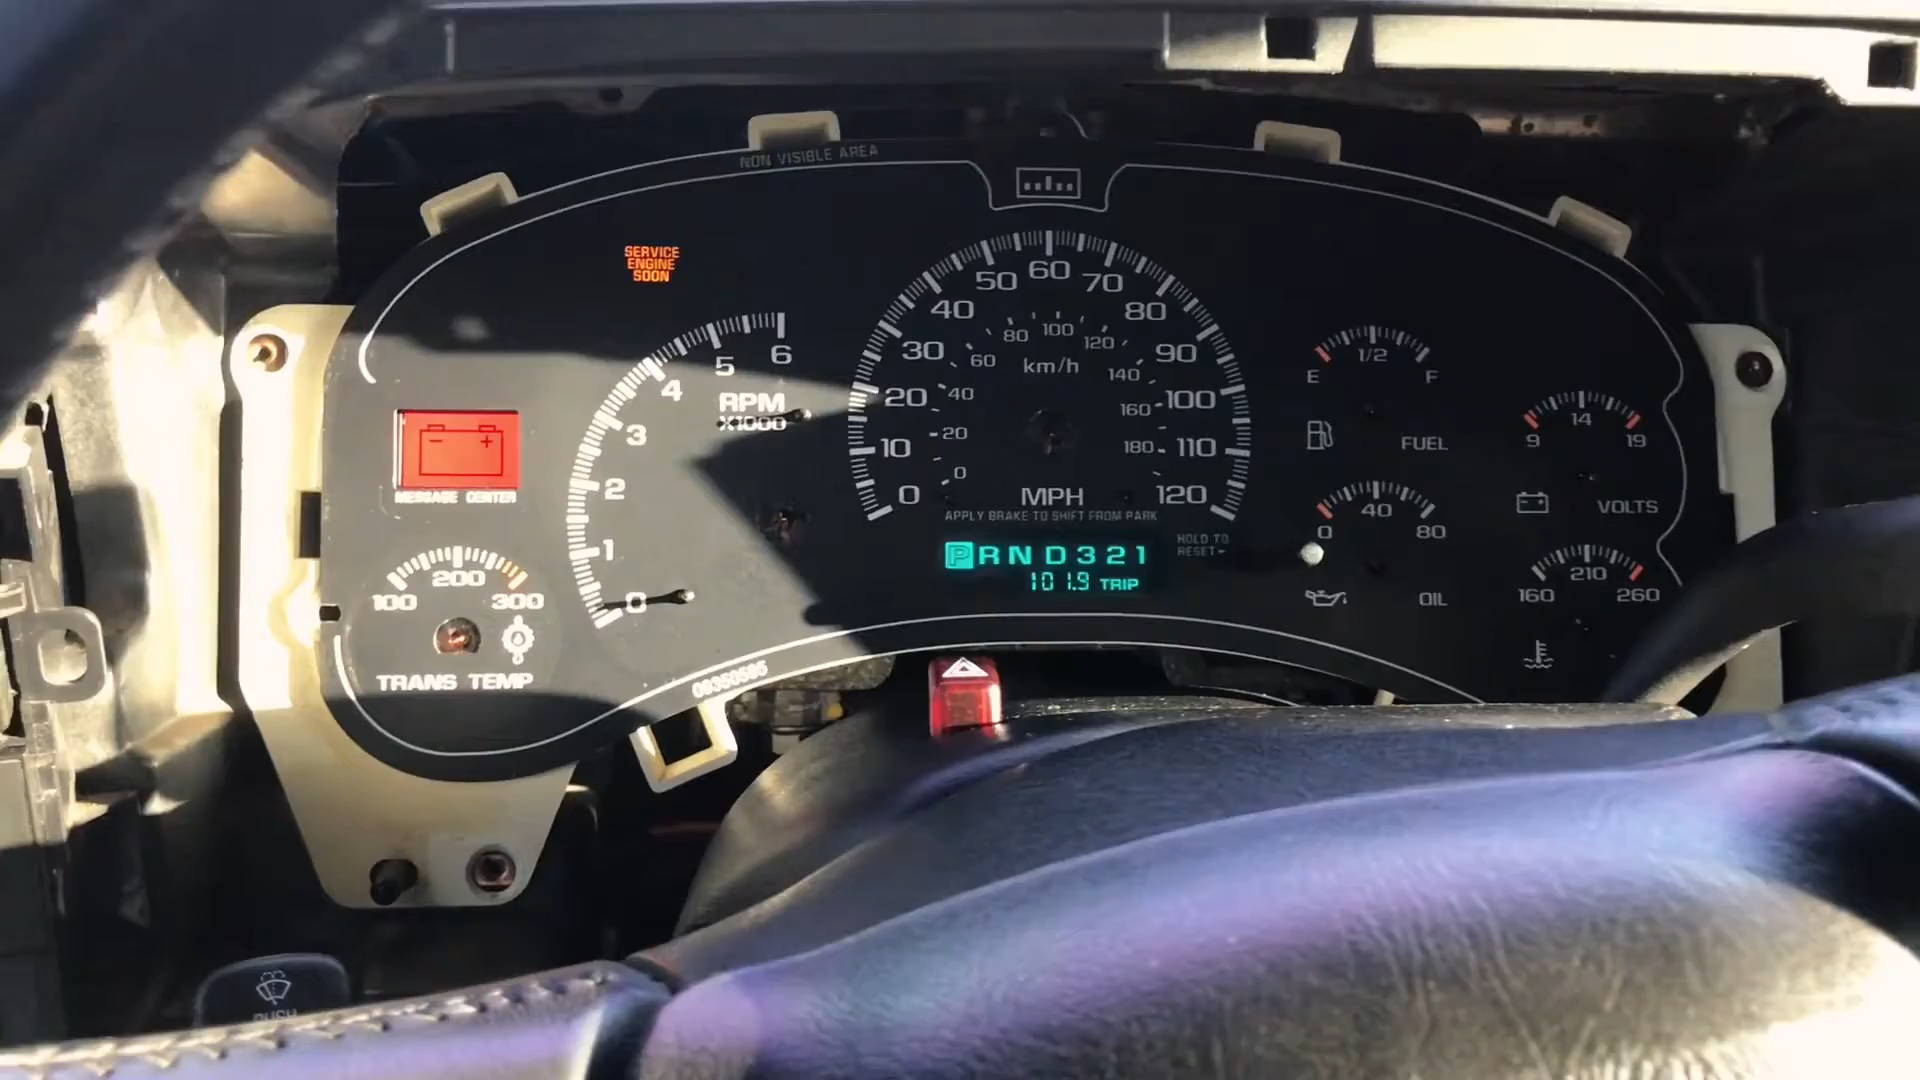 NON VISIBLE AREA
SERVICE
ENGINE
SOON
MESSAGE CENTER
100 200 300
TRANS TEMP
0 1 2 3 4 5 6
RPM
X1000
0 10 20 30 40 50 60 70 80 90 100 110 120
0 20 40 60 80 100 120 140 160 180
km/h
MPH
APPLY BRAKE TO SHIFT FROM PARK
PRND321
101.9 TRIP
HOLD TO
RESET-
E 1/2 F
FUEL
0 40 80
OIL
9 14 19
VOLTS
160 210 260
09350595
PUSH